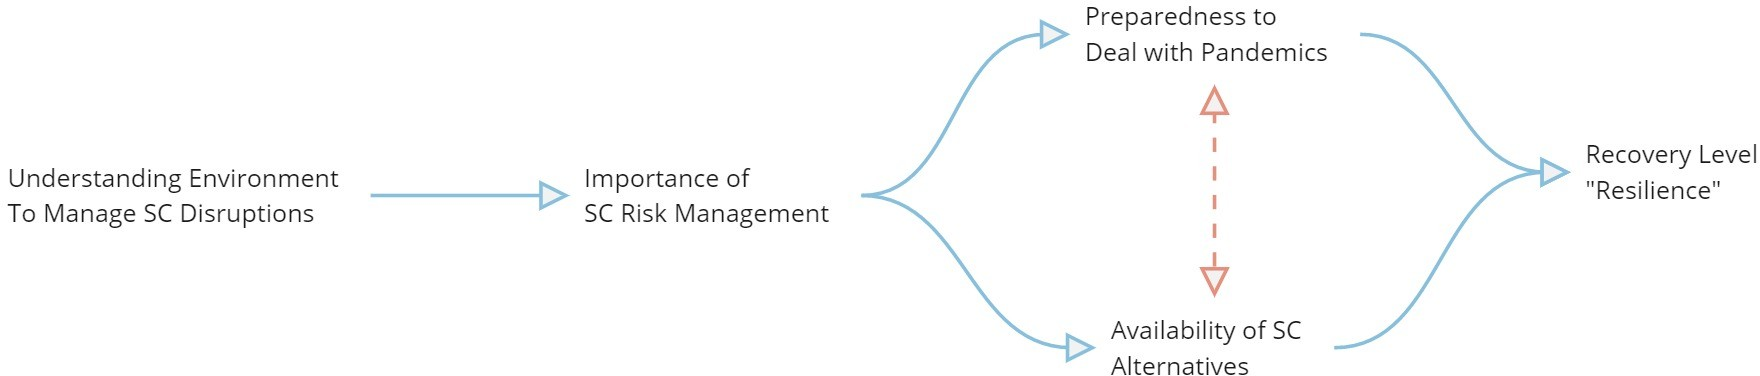 Understanding Environment
To Manage SC Disruptions
Importance of
SC Risk Management
Preparedness to
Deal with Pandemics
Availability of SC
Alternatives
Recovery Level
"Resilience"